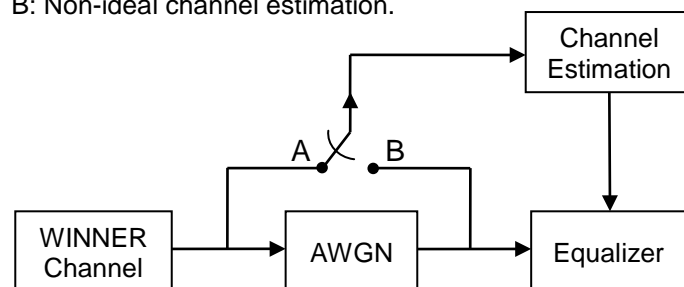 B: Non-ideal channel estimation.
Channel
Estimation
A
B
WINNER
Channel
AWGN
Equalizer